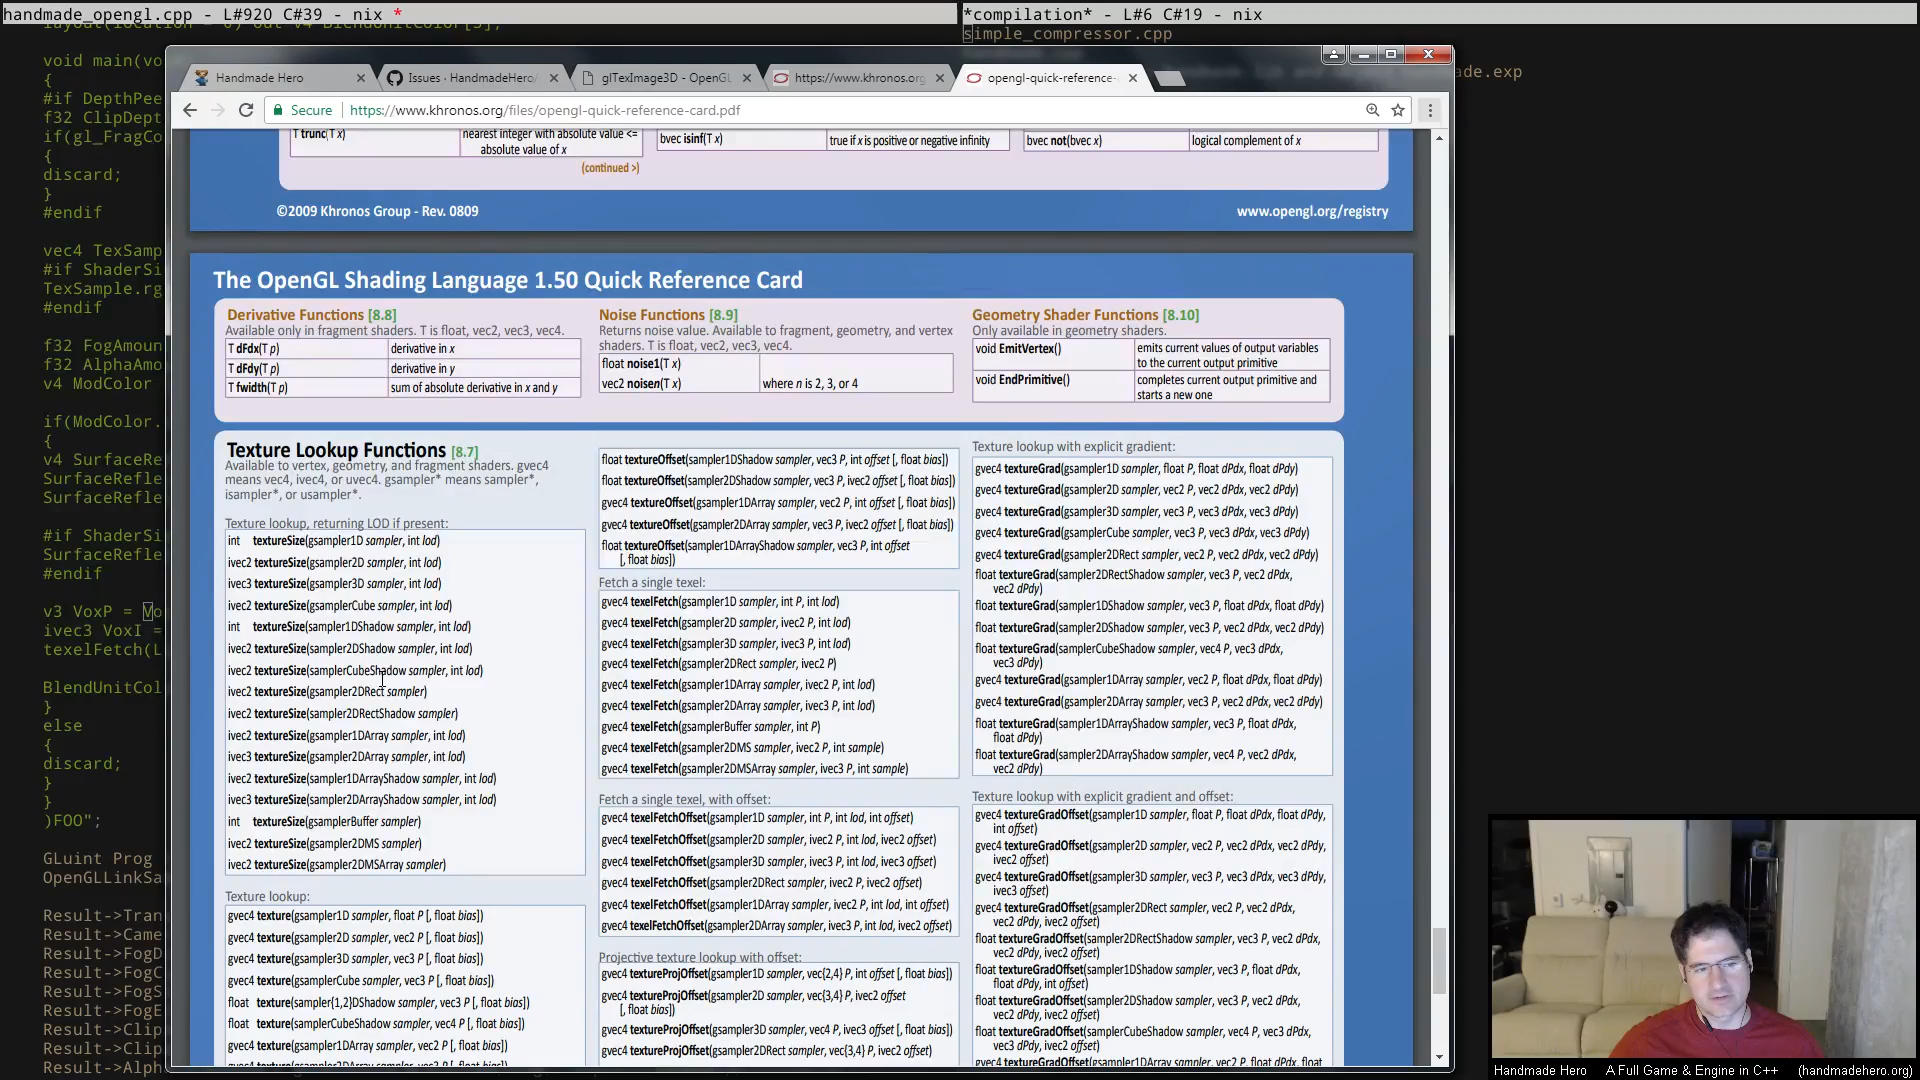 handmade_opengl.cpp - L#920 C#39 - nix *
*compilation* - L#6 C#19 - nix
simple_compressor.cpp
void main(vo
{
#if DepthPee
f32 ClipDept
if(gl_FragCo
{
discard;
}
#endif
vec4 TexSamp
#if ShaderSi
TexSample.rg
#endif
f32 FogAmoun
f32 AlphaAmo
v4 ModColor
if(ModColor.
{
v4 SurfaceRe
SurfaceRefle
SurfaceRefle
#if ShaderSi
SurfaceRefle
#endif
v3 VoxP = Vo
ivec3 VoxI =
texelFetch(L
BlendUnitCol
}
else
{
discard;
}
}
)FOO";
GLuint Prog
OpenGLLinkSa
Result->Tran
Result->Came
Result->FogD
Result->FogC
Result->FogS
Result->FogE
Result->Clip
Result->Clip
Result->Alph
ade.exp
Handmade Hero
Issues · HandmadeHero/
glTexImage3D - OpenGL
https://www.khronos.org
opengl-quick-reference-
Secure
https://www.khronos.org/files/opengl-quick-reference-card.pdf
T trunc(T x)
nearest integer with absolute value <=
absolute value of x
bvec isinf(T x)
true if x is positive or negative infinity
bvec not(bvec x)
logical complement of x
(continued >)
©2009 Khronos Group - Rev. 0809
www.opengl.org/registry
The OpenGL Shading Language 1.50 Quick Reference Card
Derivative Functions [8.8]
Available only in fragment shaders. T is float, vec2, vec3, vec4.
T dFdx(T p)
derivative in x
T dFdy(T p)
derivative in y
T fwidth(T p)
sum of absolute derivative in x and y
Noise Functions [8.9]
Returns noise value. Available to fragment, geometry, and vertex
shaders. T is float, vec2, vec3, vec4.
float noise1(T x)
vec2 noisen(T x)
where n is 2, 3, or 4
Geometry Shader Functions [8.10]
Only available in geometry shaders.
void EmitVertex()
emits current values of output variables
to the current output primitive
void EndPrimitive()
completes current output primitive and
starts a new one
Texture Lookup Functions [8.7]
Available to vertex, geometry, and fragment shaders. gvec4
means vec4, ivec4, or uvec4. gsampler* means sampler*,
isampler*, or usampler*.
Texture lookup, returning LOD if present:
int textureSize(gsampler1D sampler, int lod)
ivec2 textureSize(gsampler2D sampler, int lod)
ivec3 textureSize(gsampler3D sampler, int lod)
ivec2 textureSize(gsamplerCube sampler, int lod)
int textureSize(sampler1DShadow sampler, int lod)
ivec2 textureSize(sampler2DShadow sampler, int lod)
ivec2 textureSize(samplerCubeShadow sampler, int lod)
ivec2 textureSize(gsampler2DRect sampler)
ivec2 textureSize(sampler2DRectShadow sampler)
ivec2 textureSize(gsampler1DArray sampler, int lod)
ivec3 textureSize(gsampler2DArray sampler, int lod)
ivec2 textureSize(sampler1DArrayShadow sampler, int lod)
ivec3 textureSize(sampler2DArrayShadow sampler, int lod)
int textureSize(gsamplerBuffer sampler)
ivec2 textureSize(gsampler2DMS sampler)
ivec2 textureSize(gsampler2DMSArray sampler)
Texture lookup:
gvec4 texture(gsampler1D sampler, float P [, float bias])
gvec4 texture(gsampler2D sampler, vec2 P [, float bias])
gvec4 texture(gsampler3D sampler, vec3 P [, float bias])
gvec4 texture(gsamplerCube sampler, vec3 P [, float bias])
float texture(sampler{1,2}DShadow sampler, vec3 P [, float bias])
float texture(samplerCubeShadow sampler, vec4 P [, float bias])
gvec4 texture(gsampler1DArray sampler, vec2 P [, float bias])
float textureOffset(sampler1DShadow sampler, vec3 P, int offset [, float bias])
float textureOffset(sampler2DShadow sampler, vec3 P, ivec2 offset [, float bias])
gvec4 textureOffset(gsampler1DArray sampler, vec2 P, int offset [, float bias])
gvec4 textureOffset(gsampler2DArray sampler, vec3 P, ivec2 offset [, float bias])
float textureOffset(sampler1DArrayShadow sampler, vec3 P, int offset
[, float bias])
Fetch a single texel:
gvec4 texelFetch(gsampler1D sampler, int P, int lod)
gvec4 texelFetch(gsampler2D sampler, ivec2 P, int lod)
gvec4 texelFetch(gsampler3D sampler, ivec3 P, int lod)
gvec4 texelFetch(gsampler2DRect sampler, ivec2 P)
gvec4 texelFetch(gsampler1DArray sampler, ivec2 P, int lod)
gvec4 texelFetch(gsampler2DArray sampler, ivec3 P, int lod)
gvec4 texelFetch(gsamplerBuffer sampler, int P)
gvec4 texelFetch(gsampler2DMS sampler, ivec2 P, int sample)
gvec4 texelFetch(gsampler2DMSArray sampler, ivec3 P, int sample)
Fetch a single texel, with offset:
gvec4 texelFetchOffset(gsampler1D sampler, int P, int lod, int offset)
gvec4 texelFetchOffset(gsampler2D sampler, ivec2 P, int lod, ivec2 offset)
gvec4 texelFetchOffset(gsampler3D sampler, ivec3 P, int lod, ivec3 offset)
gvec4 texelFetchOffset(gsampler2DRect sampler, ivec2 P, ivec2 offset)
gvec4 texelFetchOffset(gsampler1DArray sampler, ivec2 P, int lod, int offset)
gvec4 texelFetchOffset(gsampler2DArray sampler, ivec3 P, int lod, ivec2 offset)
Projective texture lookup with offset:
gvec4 textureProjOffset(gsampler1D sampler, vec{2,4} P, int offset [, float bias])
gvec4 textureProjOffset(gsampler2D sampler, vec{3,4} P, ivec2 offset
[, float bias])
gvec4 textureProjOffset(gsampler3D sampler, vec4 P, ivec3 offset [, float bias])
gvec4 textureProjOffset(gsampler2DRect sampler, vec{3,4} P, ivec2 offset)
Texture lookup with explicit gradient:
gvec4 textureGrad(gsampler1D sampler, float P, float dPdx, float dPdy)
gvec4 textureGrad(gsampler2D sampler, vec2 P, vec2 dPdx, vec2 dPdy)
gvec4 textureGrad(gsampler3D sampler, vec3 P, vec3 dPdx, vec3 dPdy)
gvec4 textureGrad(gsamplerCube sampler, vec3 P, vec3 dPdx, vec3 dPdy)
gvec4 textureGrad(gsampler2DRect sampler, vec2 P, vec2 dPdx, vec2 dPdy)
float textureGrad(sampler2DRectShadow sampler, vec3 P, vec2 dPdx,
vec2 dPdy)
float textureGrad(sampler1DShadow sampler, vec3 P, float dPdx, float dPdy)
float textureGrad(sampler2DShadow sampler, vec3 P, vec2 dPdx, vec2 dPdy)
float textureGrad(samplerCubeShadow sampler, vec4 P, vec3 dPdx,
vec3 dPdy)
gvec4 textureGrad(gsampler1DArray sampler, vec2 P, float dPdx, float dPdy)
gvec4 textureGrad(gsampler2DArray sampler, vec3 P, vec2 dPdx, vec2 dPdy)
float textureGrad(sampler1DArrayShadow sampler, vec3 P, float dPdx,
float dPdy)
float textureGrad(sampler2DArrayShadow sampler, vec4 P, vec2 dPdx,
vec2 dPdy)
Texture lookup with explicit gradient and offset:
gvec4 textureGradOffset(gsampler1D sampler, float P, float dPdx, float dPdy,
int offset)
gvec4 textureGradOffset(gsampler2D sampler, vec2 P, vec2 dPdx, vec2 dPdy,
ivec2 offset)
gvec4 textureGradOffset(gsampler3D sampler, vec3 P, vec3 dPdx, vec3 dPdy,
ivec3 offset)
gvec4 textureGradOffset(gsampler2DRect sampler, vec2 P, vec2 dPdx,
vec2 dPdy, ivec2 offset)
float textureGradOffset(sampler2DRectShadow sampler, vec3 P, vec2 dPdx,
vec2 dPdy, ivec2 offset)
float textureGradOffset(sampler1DShadow sampler, vec3 P, float dPdx,
float dPdy, int offset)
float textureGradOffset(sampler2DShadow sampler, vec3 P, vec2 dPdx,
vec2 dPdy, ivec2 offset)
float textureGradOffset(samplerCubeShadow sampler, vec4 P, vec3 dPdx,
vec3 dPdy, ivec3 offset)
Handmade Hero A Full Game & Engine in C++ (handmadehero.org)